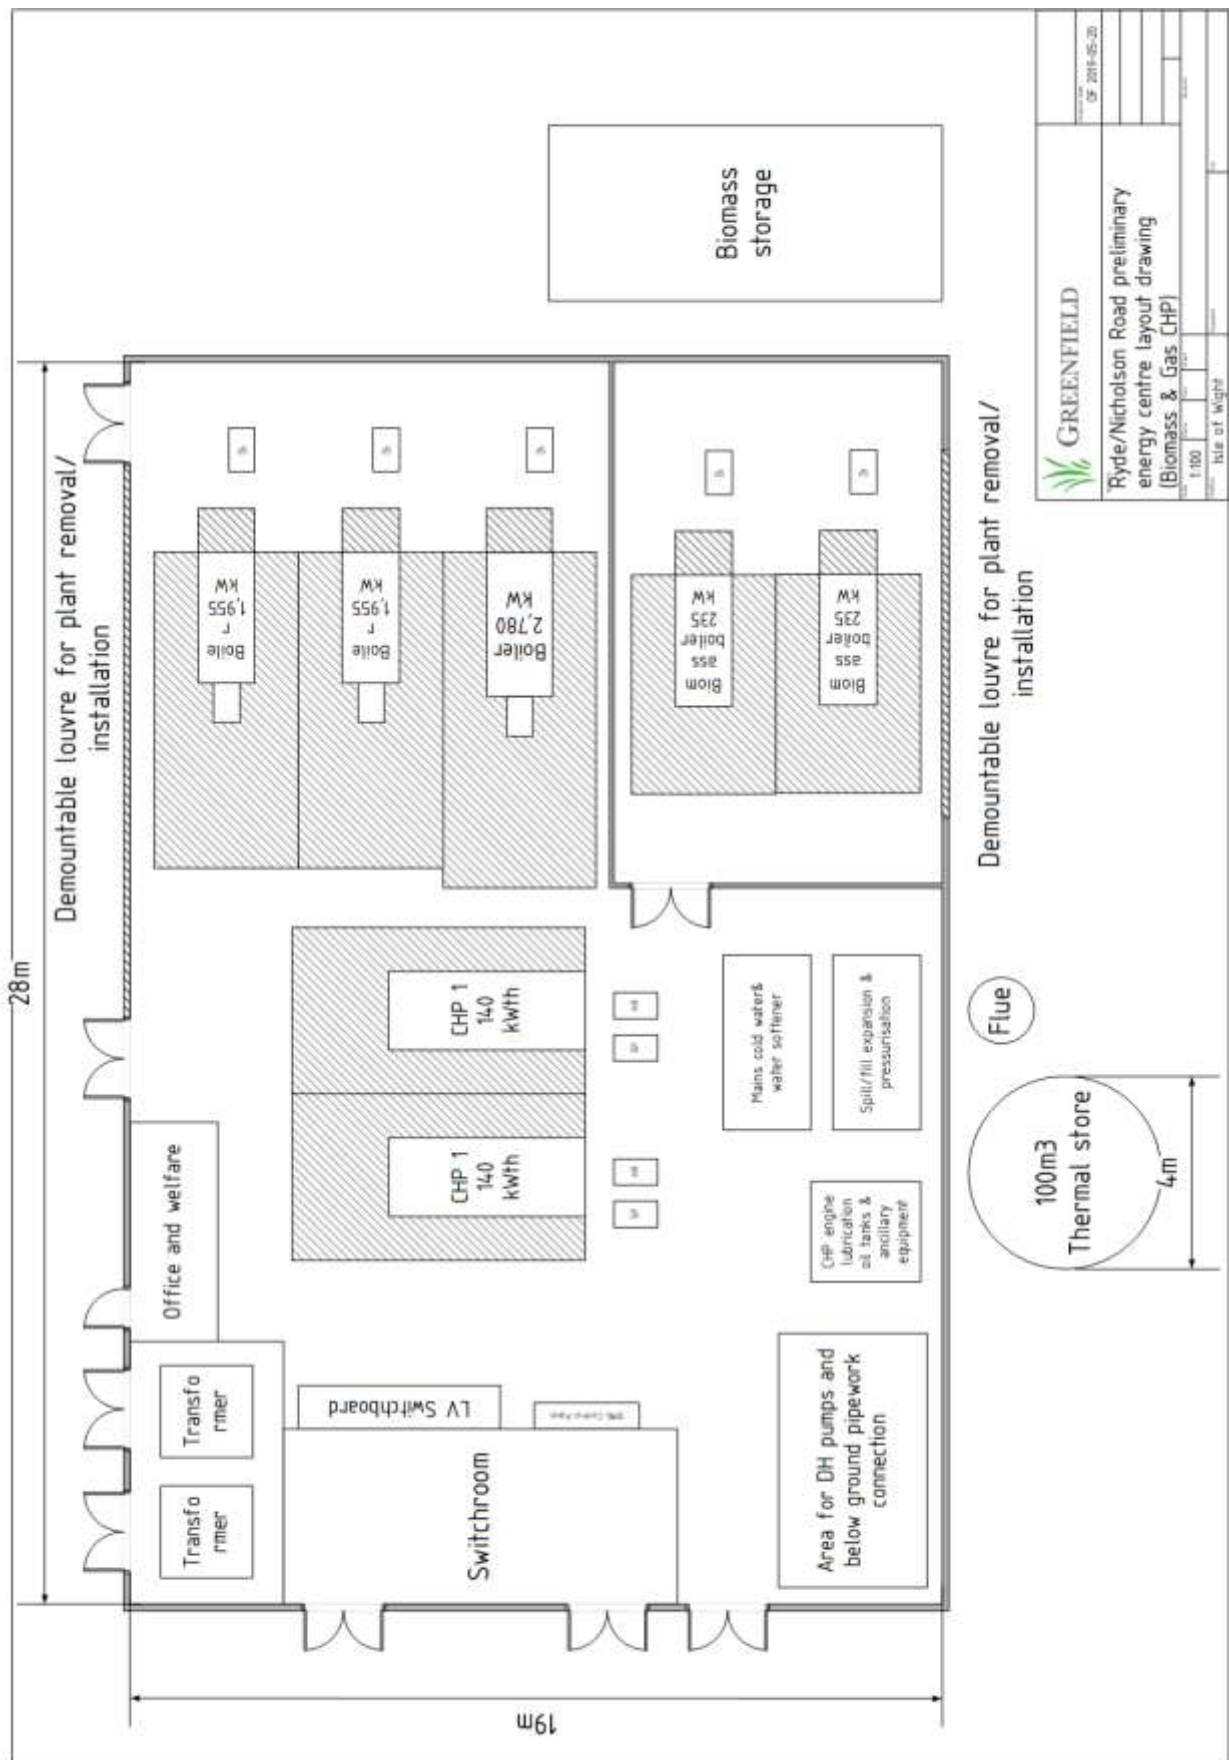 28m
Demountable louvre for plant removal/
installation
19m
Transfo
rmer
Transfo
rmer
Office and welfare
Switchroom
LV Switchboard
CHP 1
140
kWth
CHP 1
140
kWth
Boile
r
1,955
kW
Boile
r
1,955
kW
Boiler
2,780
kW
Biom
ass
boiler
235
kW
Biom
ass
boiler
235
kW
Area for DH pumps and
below ground pipework
connection
CHP engine
lubrication
oil tanks &
ancillary
equipment
Mains cold water&
water softener
Spill/fill expansion &
pressurisation
Biomass
storage
100m3
Thermal store
4m
Flue
Demountable louvre for plant removal/
installation
GREENFIELD
OF 2019-05-20
Ryde/Nicholson Road preliminary
energy centre layout drawing
(Biomass & Gas CHP)
1:100
Isle of Wight